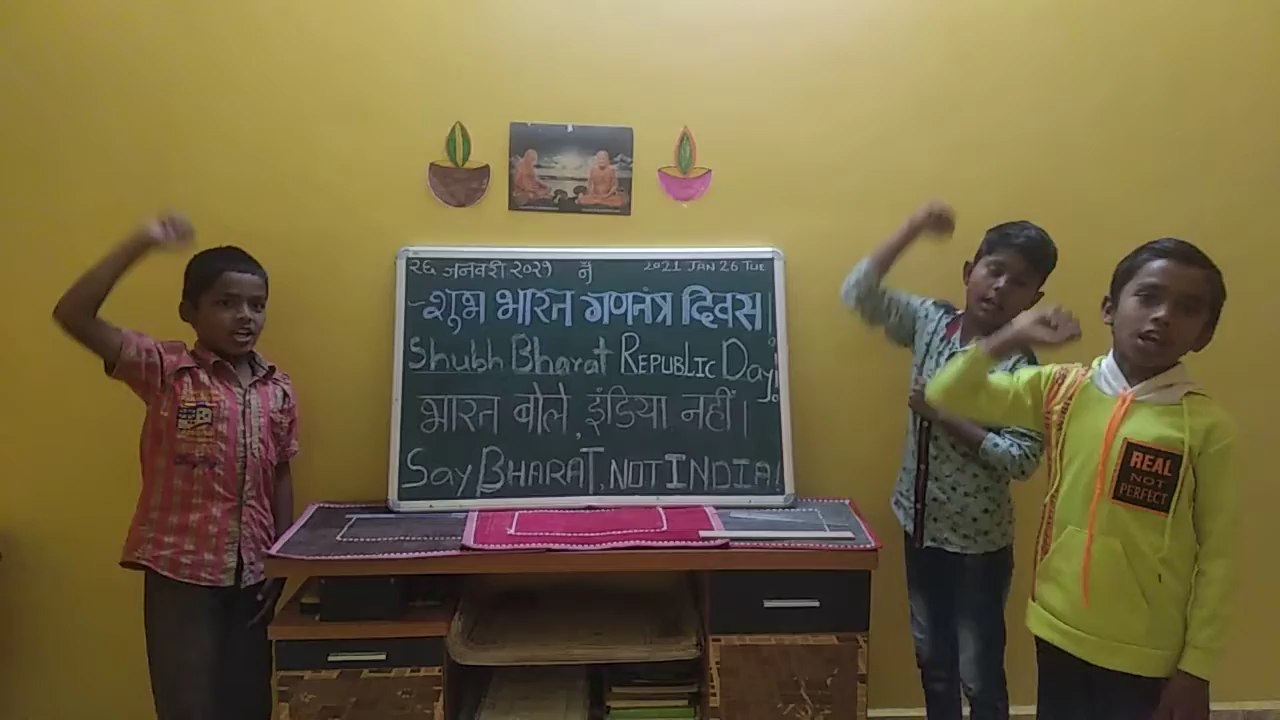 २६ जनवरी २०२१ नॆ 2021 JAN 26 TUE
-शुभ भारत गणतंत्र दिवस।
Shubh Bharat REPUBLIC Day!
भारत बोले, इंडिया नहीं।
Say BHARAT, NOT INDIA!
REAL
NOT
PERFECT